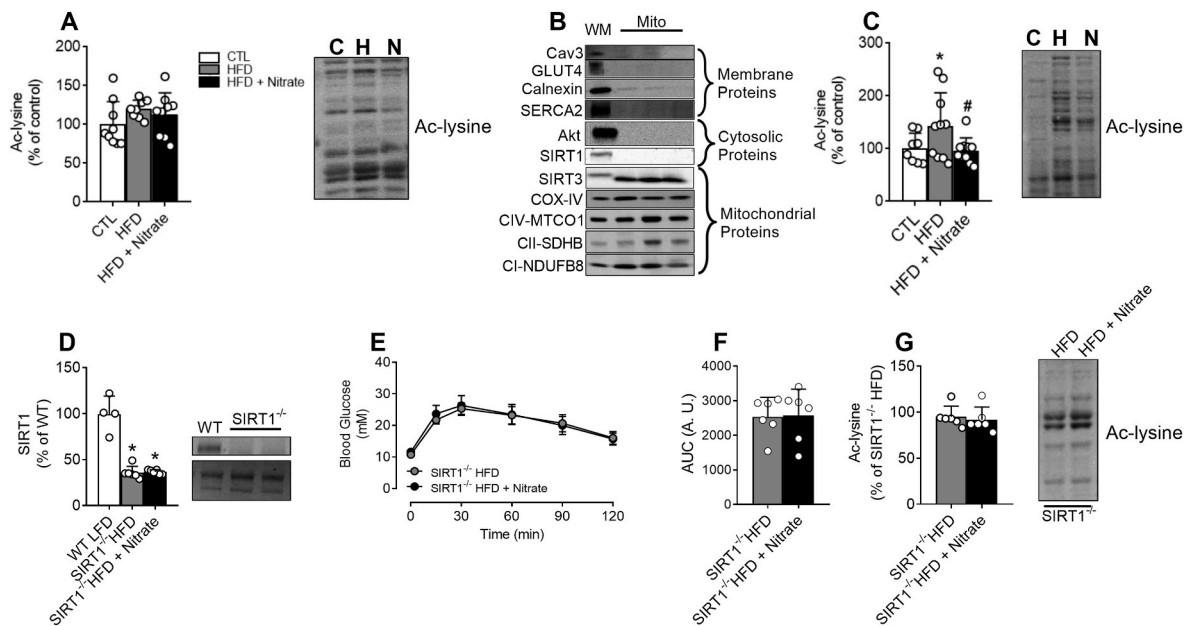 A
Ac-lysine
(% of control)
200
150
100
50
0
CTL
HFD
HFD + Nitrate
CTL
HFD
HFD + Nitrate
C H N
Ac-lysine
B
WM Mito
Cav3
GLUT4
Calnexin
SERCA2
Akt
SIRT1
SIRT3
COX-IV
CIV-MTCO1
CII-SDHB
CI-NDUFB8
Membrane
Proteins
Cytosolic
Proteins
Mitochondrial
Proteins
C
Ac-lysine
(% of control)
300
200
100
0
*
#
CTL
HFD
HFD + Nitrate
C H N
Ac-lysine
D
SIRT1
(% of WT)
150
100
50
0
*
*
WT LFD
SIRT1-/-HFD
SIRT1-/-HFD + Nitrate
WT SIRT1-/-
E
Blood Glucose
(mM)
40
30
20
10
0
SIRT1-/- HFD
SIRT1-/- HFD + Nitrate
0 30 60 90 120
Time (min)
F
AUC (A. U.)
4000
3000
2000
1000
0
SIRT1-/-HFD
SIRT1-/-HFD + Nitrate
G
Ac-lysine
(% of SIRT1-/- HFD)
150
100
50
0
SIRT1-/-HFD
SIRT1-/-HFD + Nitrate
HFD
HFD + Nitrate
Ac-lysine
SIRT1-/-